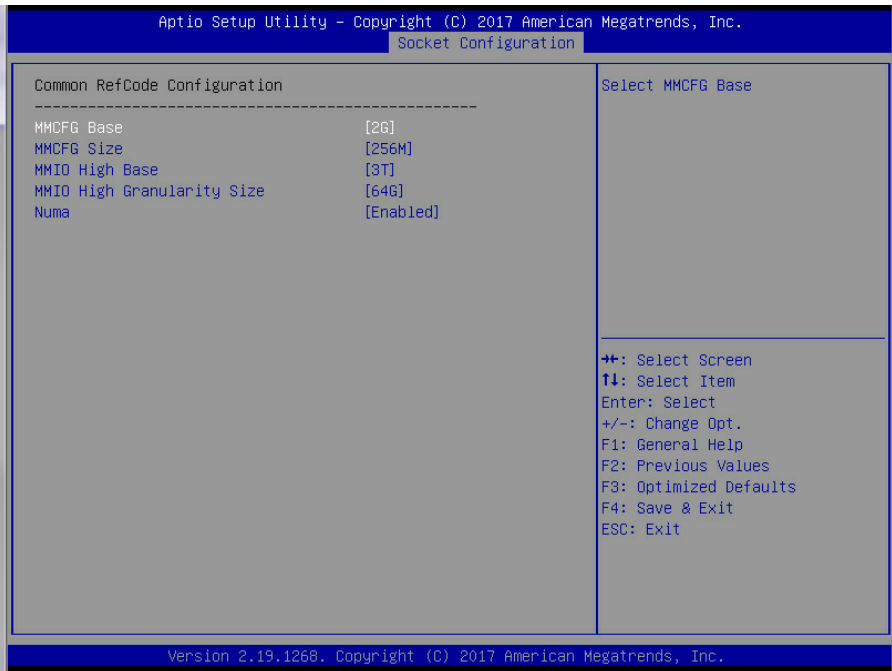 Aptio Setup Utility – Copyright (C) 2017 American Megatrends, Inc.
Socket Configuration
Common RefCode Configuration
--------------------------------------------------
MMCFG Base [2G]
MMCFG Size [256M]
MMIO High Base [3T]
MMIO High Granularity Size [64G]
Numa [Enabled]
Select MMCFG Base
→←: Select Screen
↑↓: Select Item
Enter: Select
+/-: Change Opt.
F1: General Help
F2: Previous Values
F3: Optimized Defaults
F4: Save & Exit
ESC: Exit
Version 2.19.1268. Copyright (C) 2017 American Megatrends, Inc.